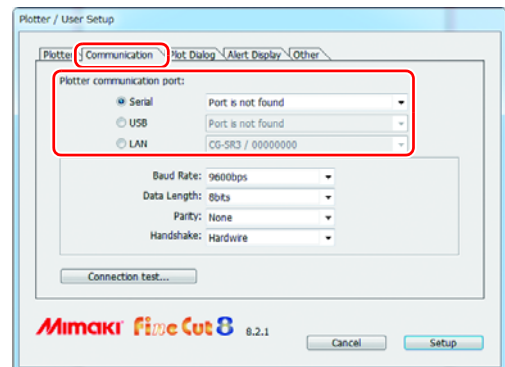 Plotter / User Setup
Plotter Communication Plot Dialog Alert Display Other
Plotter communication port:
Serial Port is not found
USB Port is not found
LAN CG-SR3 / 00000000
Baud Rate: 9600bps
Data Length: 8bits
Parity: None
Handshake: Hardwire
Connection test...
Mimaki Fine Cut 8 8.2.1
Cancel Setup